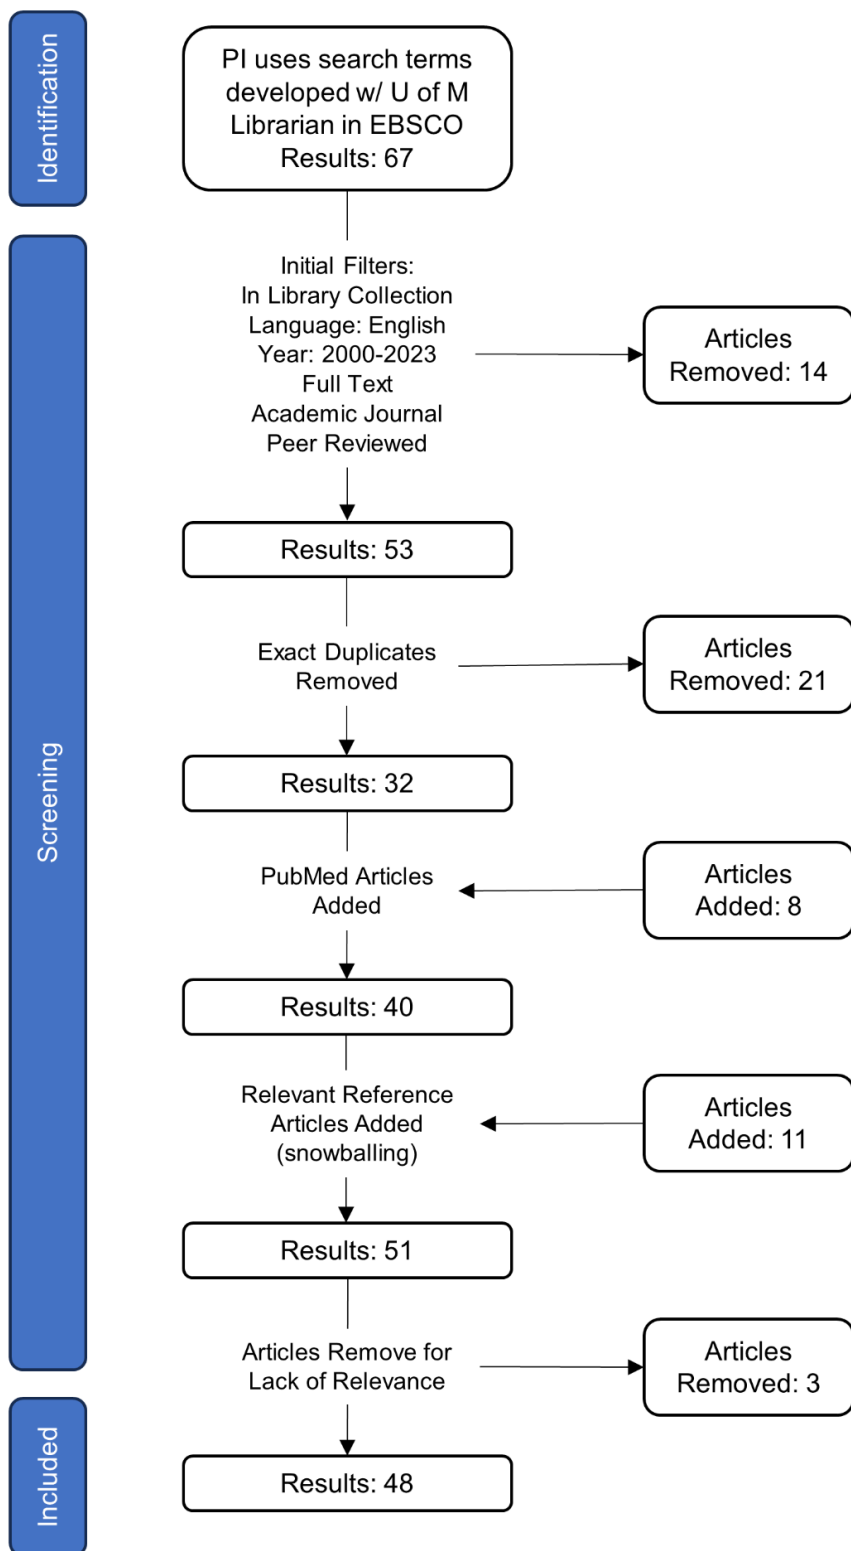 Identification
PI uses search terms
developed w/ U of M
Librarian in EBSCO
Results: 67
Screening
Initial Filters:
In Library Collection
Language: English
Year: 2000-2023
Full Text
Academic Journal
Peer Reviewed
Articles
Removed: 14
Results: 53
Exact Duplicates
Removed
Articles
Removed: 21
Results: 32
PubMed Articles
Added
Articles
Added: 8
Results: 40
Relevant Reference
Articles Added
(snowballing)
Articles
Added: 11
Results: 51
Articles Remove for
Lack of Relevance
Articles
Removed: 3
Included
Results: 48